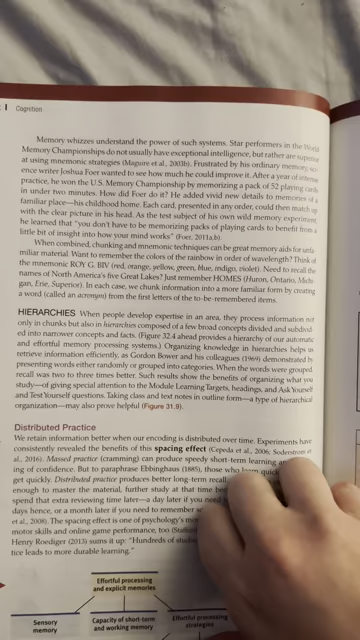 Cognition
Memory whizzes understand the power of such systems. Star performers in the World
Memory Championships do not usually have exceptional intelligence, but rather are superior
at using mnemonic strategies (Maguire et al., 2003b). Frustrated by his ordinary memory, sci-
ence writer Joshua Foer wanted to see how much he could improve it. After a year of intense
practice, he won the U.S. Memory Championship by memorizing a pack of 52 playing cards
in under two minutes. How did Foer do it? He added vivid new details to memories of a
familiar place—his childhood home. Each card, presented in any order, could then match up
with the clear picture in his head. As the test subject of his own wild memory experiment,
he learned that "you don't have to be memorizing packs of playing cards to benefit from a
little bit of insight into how your mind works" (Foer, 2011a,b).
When combined, chunking and mnemonic techniques can be great memory aids for unfa-
miliar material. Want to remember the colors of the rainbow in order of wavelength? Think of
the mnemonic ROY G. BIV (red, orange, yellow, green, blue, indigo, violet). Need to recall the
names of North America's five Great Lakes? Just remember HOMES (Huron, Ontario, Michi-
gan, Erie, Superior). In each case, we chunk information into a more familiar form by creating
a word (called an acronym) from the first letters of the to-be-remembered items.
HIERARCHIES When people develop expertise in an area, they process information not
only in chunks but also in hierarchies composed of a few broad concepts divided and subdivid-
ed into narrower concepts and facts. (Figure 32.4 ahead provides a hierarchy of our automatic
and effortful memory processing systems.) Organizing knowledge in hierarchies helps us
retrieve information efficiently, as Gordon Bower and his colleagues (1969) demonstrated by
presenting words either randomly or grouped into categories. When the words were grouped,
recall was two to three times better. Such results show the benefits of organizing what you
study—of giving special attention to the Module Learning Targets, headings, and Ask Yourself
and Test Yourself questions. Taking class and text notes in outline form—a type of hierarchical
organization—may also prove helpful (Figure 31.9).
Distributed Practice
We retain information better when our encoding is distributed over time. Experiments have
consistently revealed the benefits of this spacing effect (Cepeda et al., 2006; Soderstrom et
al., 2016). Massed practice (cramming) can produce speedy short-term learning and
ing of confidence. But to paraphrase Ebbinghaus (1885), those who learn quick
get quickly. Distributed practice produces better long-term recall
enough to master the material, further study at that time
spend that extra reviewing time later—a day later if you need
days hence, or a month later if you need to remember
et al., 2008). The spacing effect is one of psychology's
motor skills and online game performance, too
Henry Roediger (2013) sums it up: "Hundreds of
tice leads to more durable learning."
Effortful processing
and explicit memories
Sensory
memory
Capacity of short-term
and working memory
Effortful processing
strategies